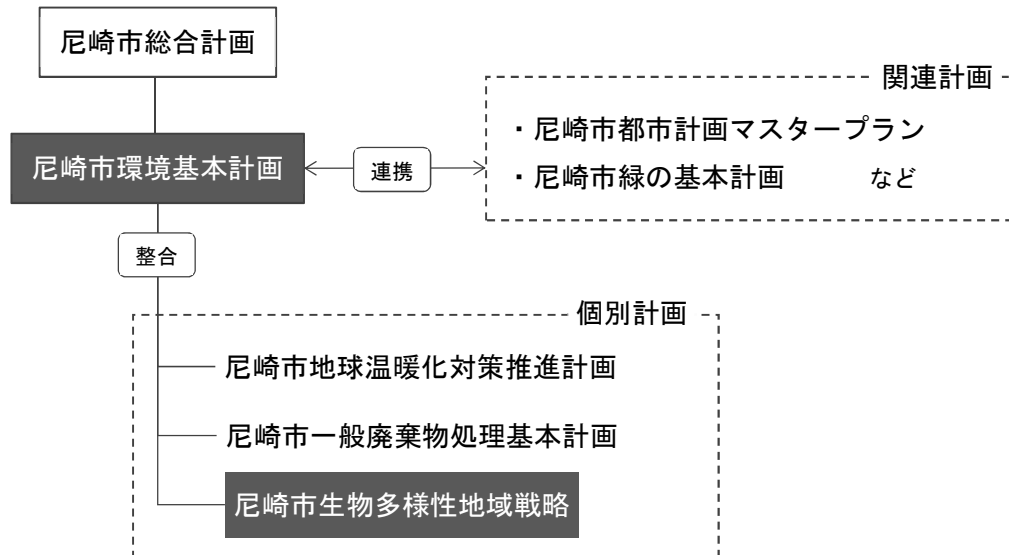 尼崎市総合計画
関連計画
・尼崎市都市計画マスタープラン
尼崎市環境基本計画
連携
・尼崎市緑の基本計画 など
整合
個別計画
尼崎市地球温暖化対策推進計画
尼崎市一般廃棄物処理基本計画
尼崎市生物多様性地域戦略